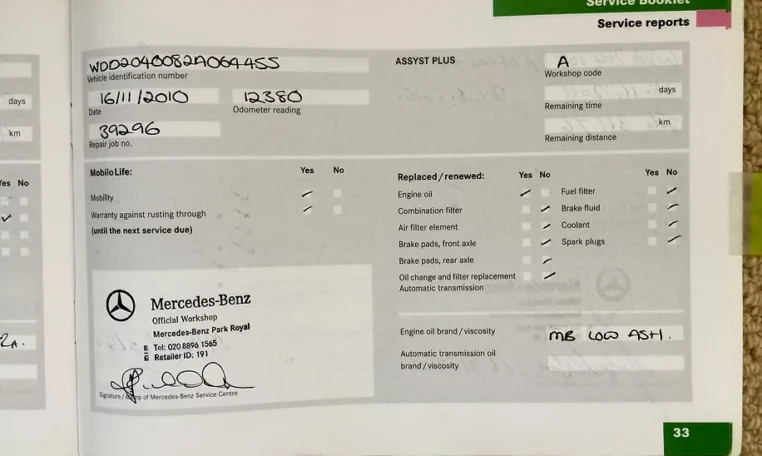 Service Booklet
Service reports
WDD2040082A064455
Vehicle identification number
16/11/2010 12380
Date Odometer reading
39296
Repair job no.
ASSYST PLUS
A
Workshop code
days
Remaining time
km
Remaining distance
days
km
Yes No
Mobilo Life: Yes No
Mobility
Warranty against rusting through
(until the next service due)
Mercedes-Benz
Official Workshop
Mercedes-Benz Park Royal
Tel: 020 8896 1565
Retailer ID: 191
Signature / Stamp of Mercedes-Benz Service Centre
Replaced / renewed: Yes No Yes No
Engine oil Fuel filter
Combination filter Brake fluid
Air filter element Coolant
Brake pads, front axle Spark plugs
Brake pads, rear axle
Oil change and filter replacement
Automatic transmission
Engine oil brand / viscosity MB LOW ASH.
Automatic transmission oil
brand / viscosity
33